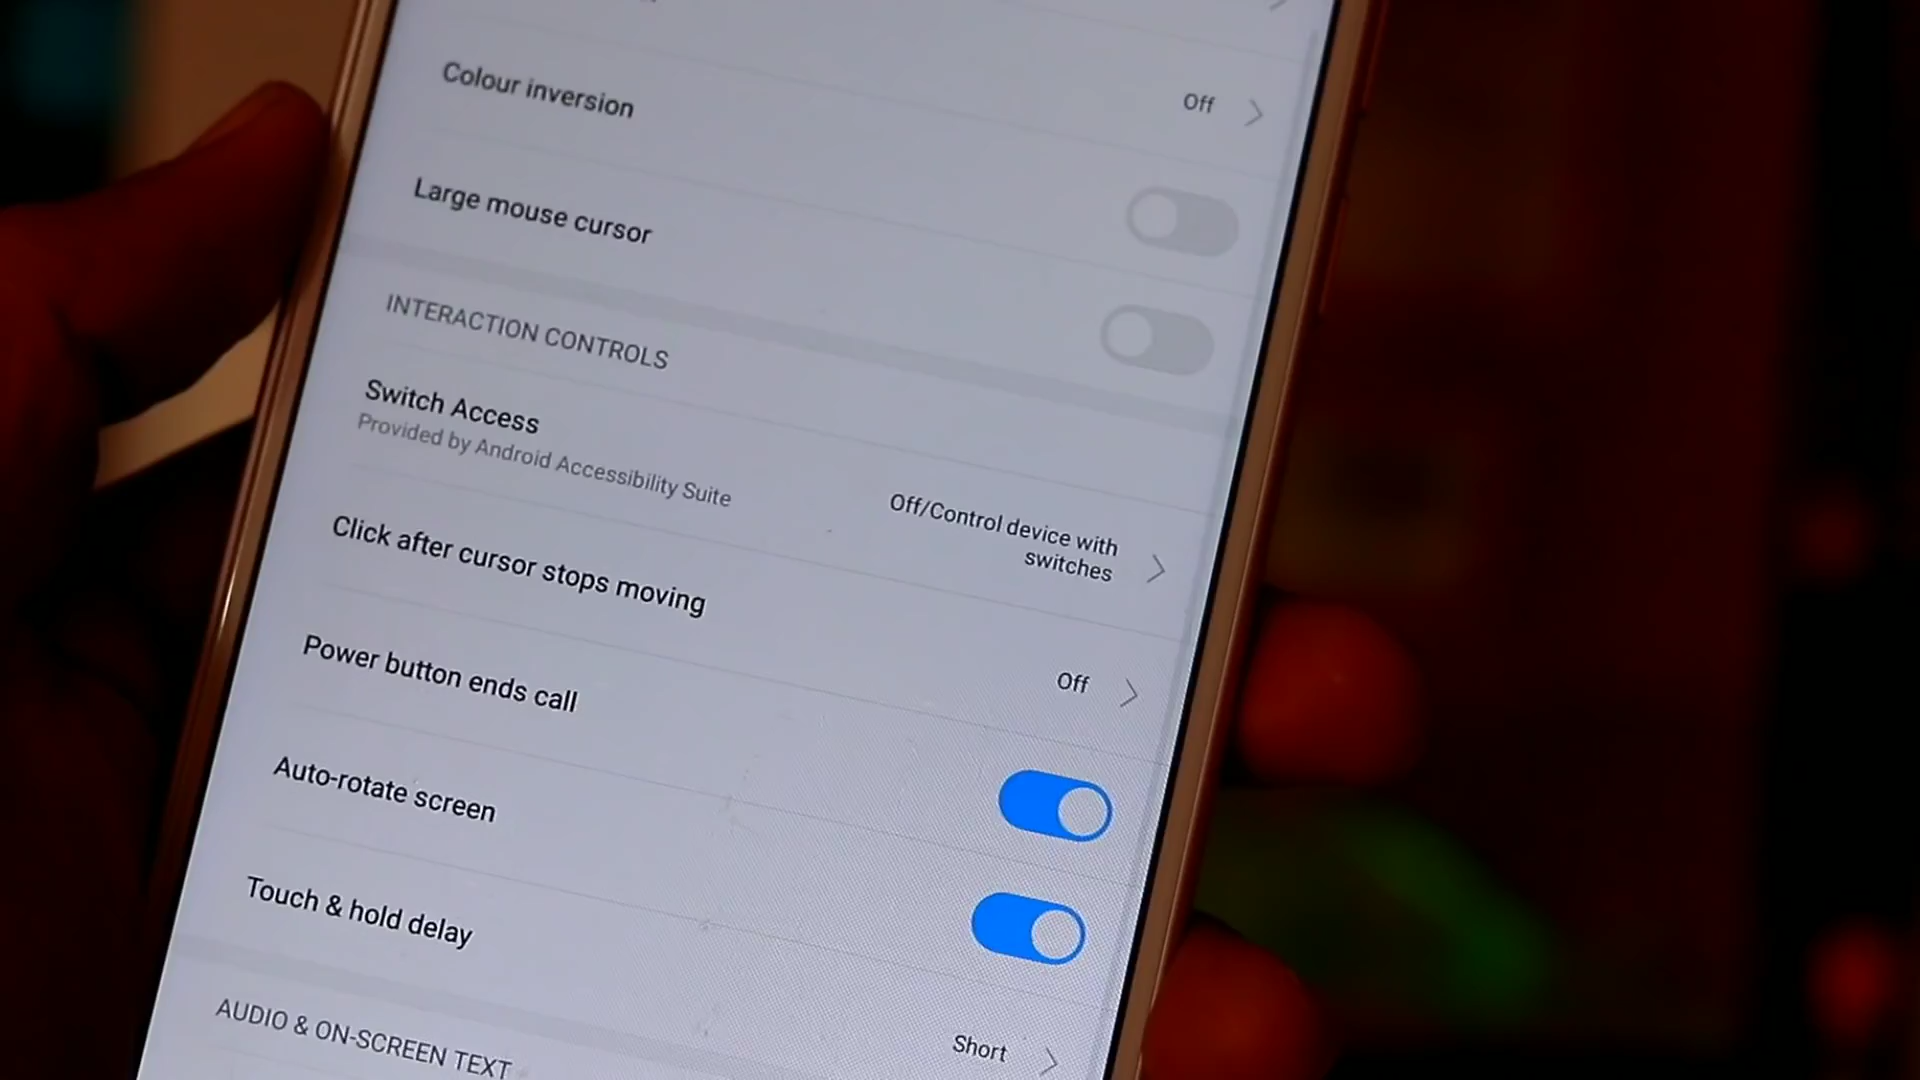 Colour inversion
Off
Large mouse cursor
INTERACTION CONTROLS
Switch Access
Provided by Android Accessibility Suite
Off/Control device with
switches
Click after cursor stops moving
Off
Power button ends call
Auto-rotate screen
Touch & hold delay
Short
AUDIO & ON-SCREEN TEXT